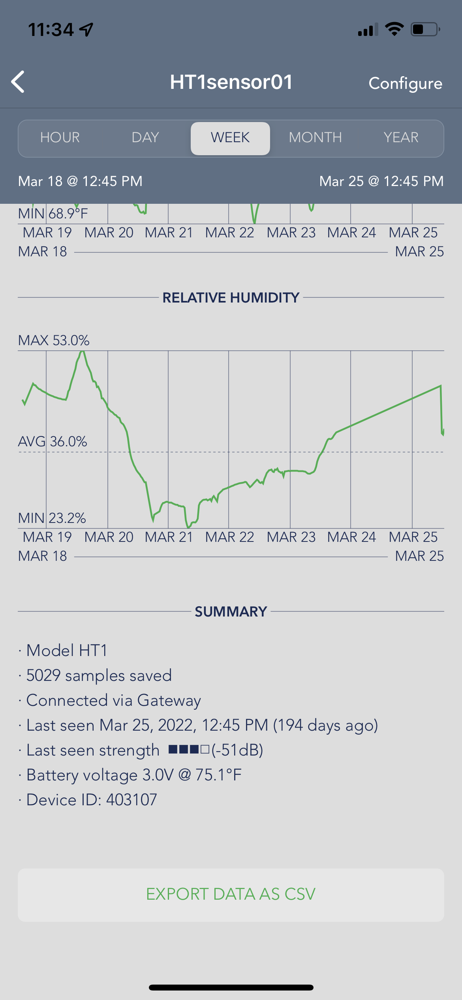 11:34
HT1sensor01 Configure
HOUR DAY WEEK MONTH YEAR
Mar 18 @ 12:45 PM Mar 25 @ 12:45 PM
MIN 68.9°F
MAR 19 MAR 20 MAR 21 MAR 22 MAR 23 MAR 24 MAR 25
MAR 18 MAR 25
RELATIVE HUMIDITY
MAX 53.0%
AVG 36.0%
MIN 23.2%
MAR 19 MAR 20 MAR 21 MAR 22 MAR 23 MAR 24 MAR 25
MAR 18 MAR 25
SUMMARY
· Model HT1
· 5029 samples saved
· Connected via Gateway
· Last seen Mar 25, 2022, 12:45 PM (194 days ago)
· Last seen strength ■■■□(-51dB)
· Battery voltage 3.0V @ 75.1°F
· Device ID: 403107
EXPORT DATA AS CSV